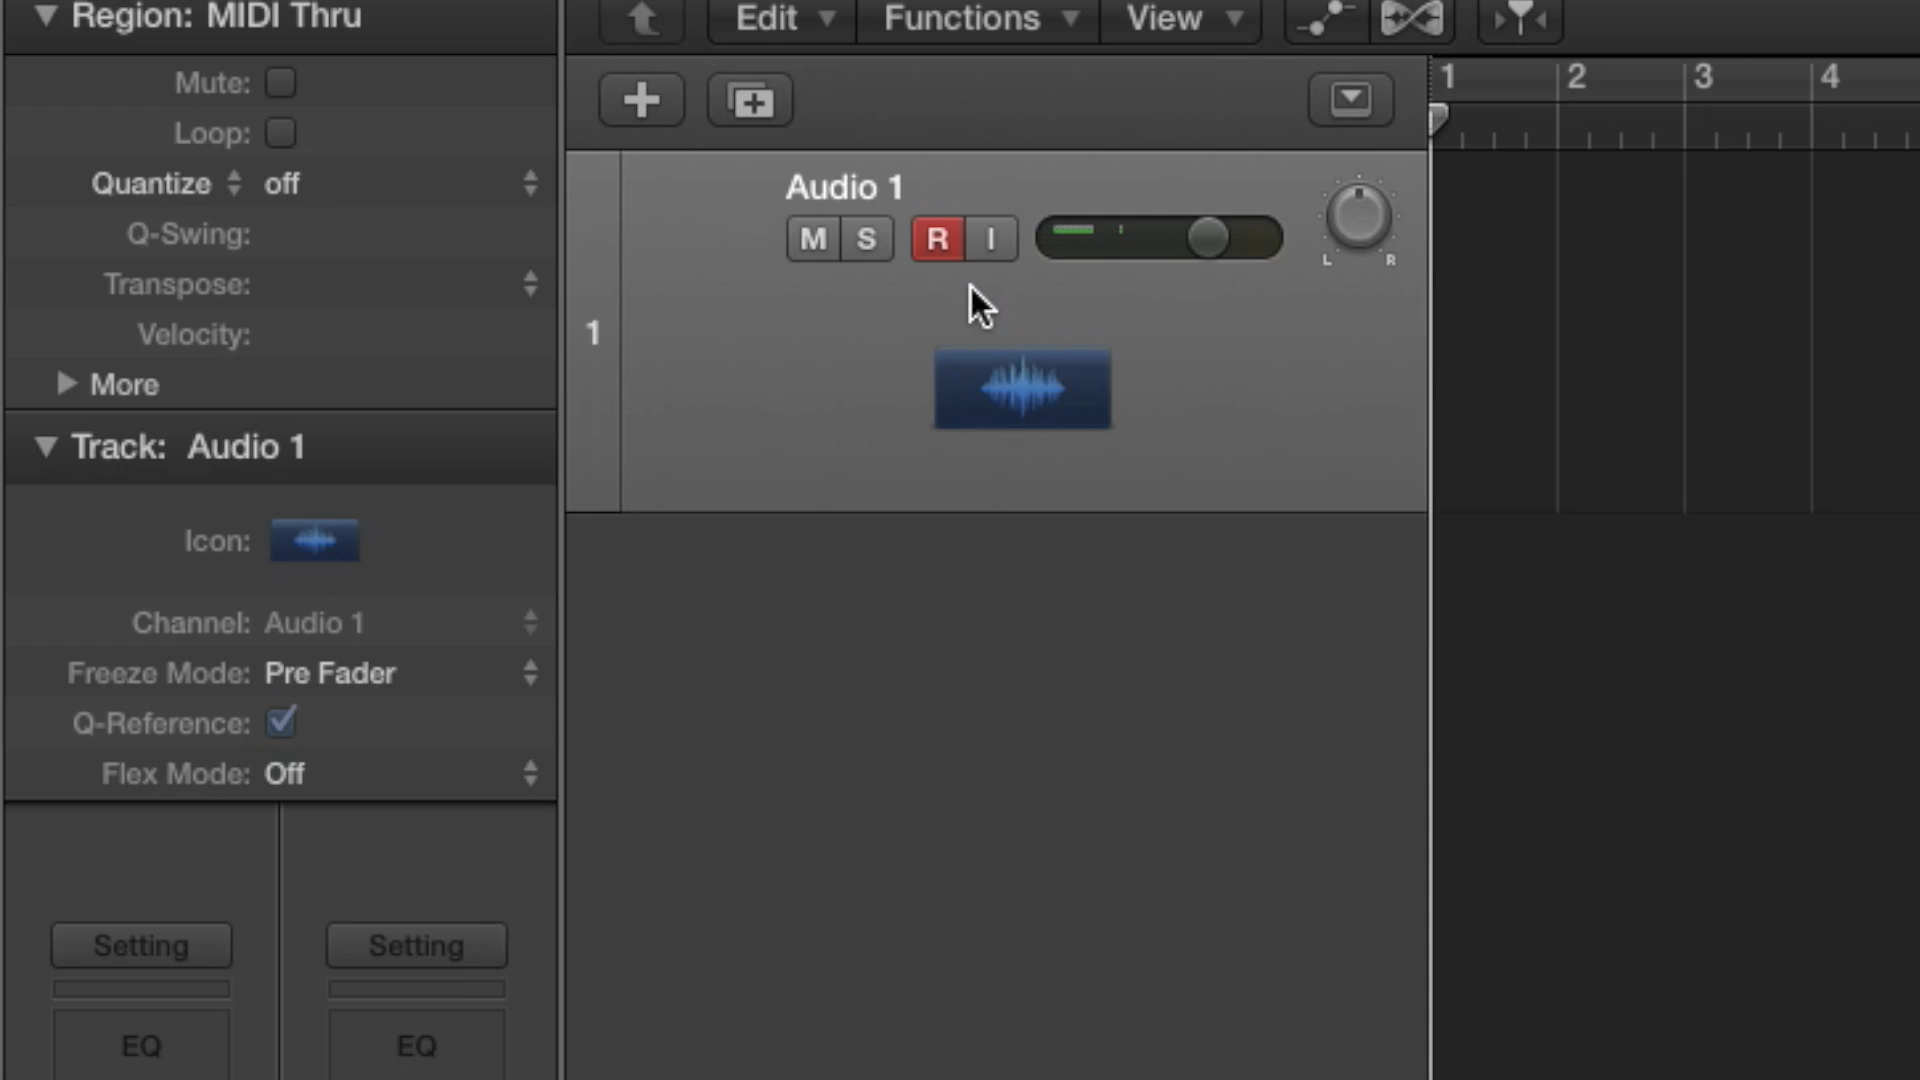 Region: MIDI Thru
Mute:
Loop:
Quantize off
Q-Swing:
Transpose:
Velocity:
More
Track: Audio 1
Icon:
Channel: Audio 1
Freeze Mode: Pre Fader
Q-Reference:
Flex Mode: Off
Setting Setting
EQ EQ
Edit Functions View
1 2 3 4
Audio 1
M S R I
L R
1